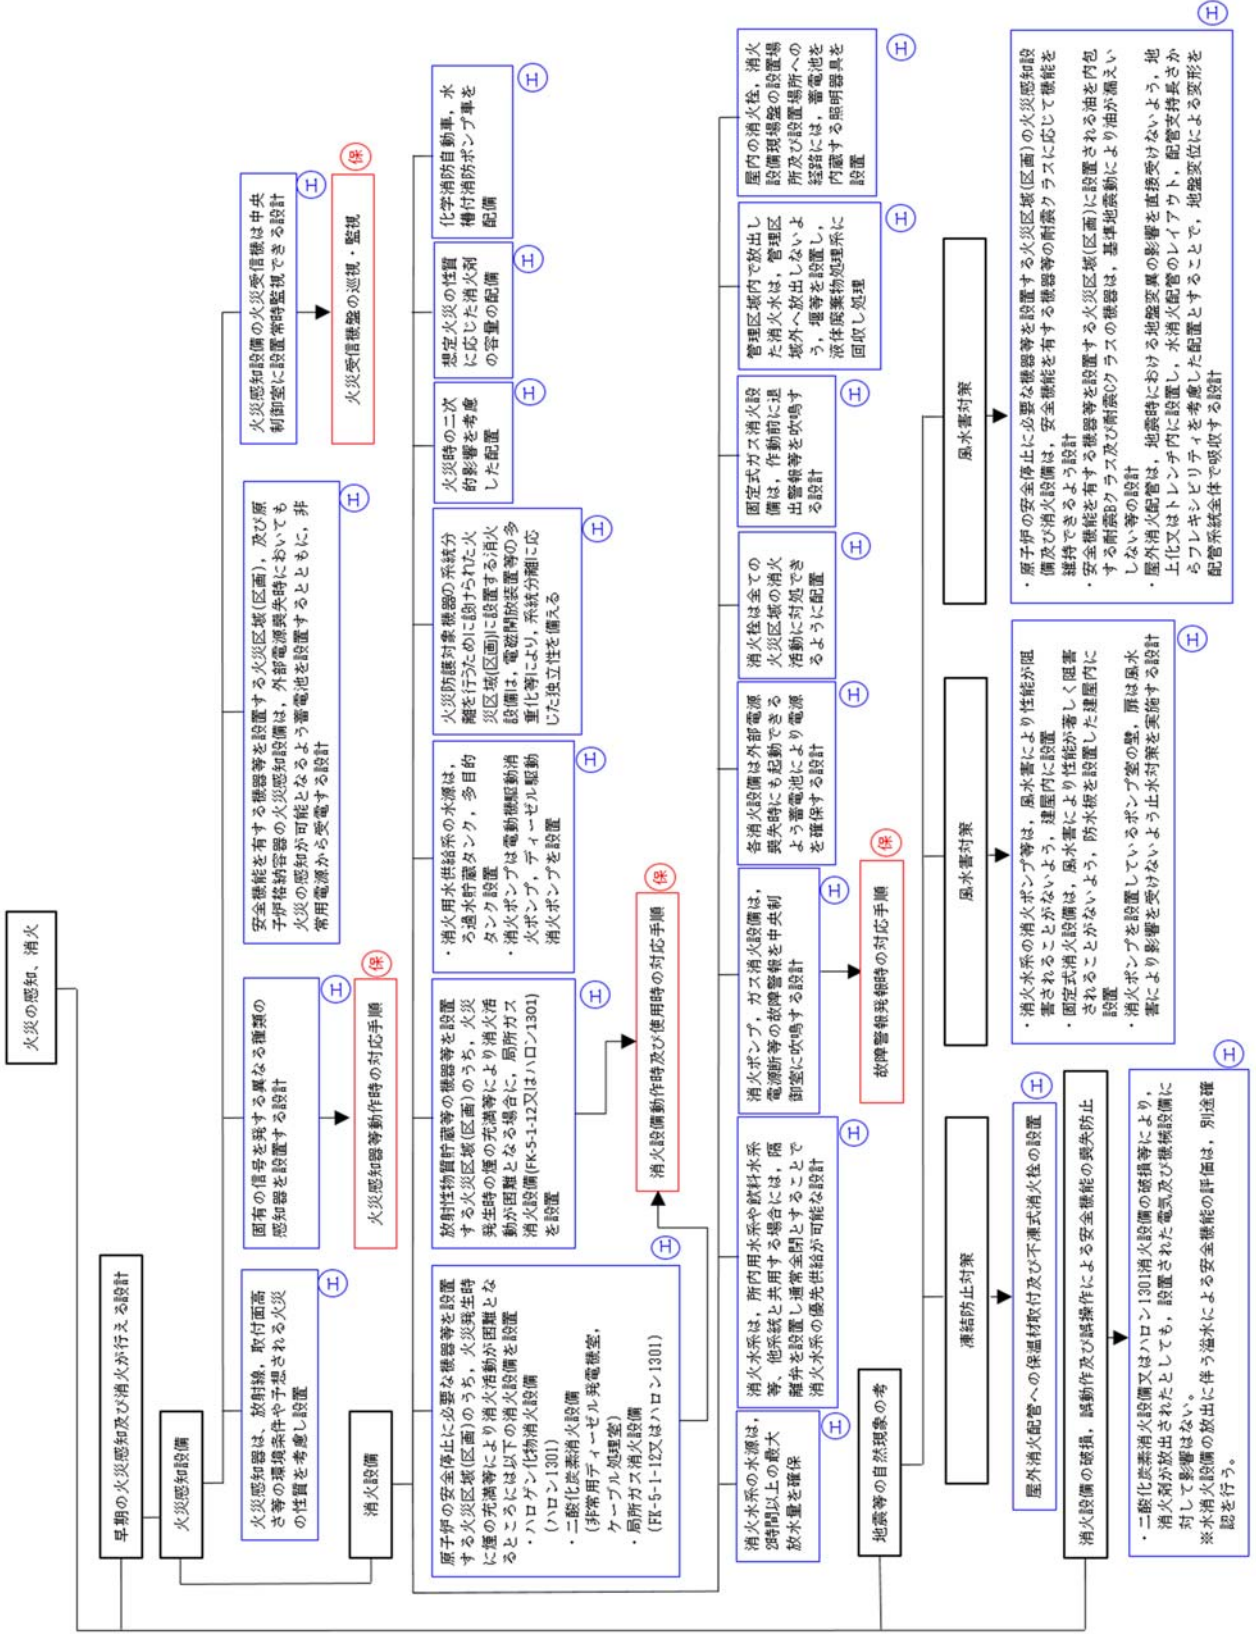 火災の感知、消火
早期の火災感知及び消火が行える設計
火災感知設備
火災感知器は、放射線，取付面高
さ等の環境条件や予想される火災
の性質を考慮し設置
工
固有の信号を発する異なる種類の
感知器を設置する設計
工
火災感知器等動作時の対応手順
保
安全機能を有する機器等を設置する火災区域(区画)，及び原
子炉格納容器の火災感知設備は、外部電源喪失時においても
火災の感知が可能となるよう蓄電池を設置するとともに，非
常用電源から受電する設計
工
火災感知設備の火災受信機は中央
制御室に設置常時監視できる設計
工
火災受信機盤の巡視・監視
保
消火設備
原子炉の安全停止に必要な機器等を設置
する火災区域(区画)のうち，火災発生時
に煙の充満等により消火活動が困難とな
るところには以下の消火設備を設置
・ハロゲン化物消火設備
(ハロン1301)
・二酸化炭素消火設備
(非常用ディーゼル発電機室，
ケーブル処理室)
・局所ガス消火設備
(FK-5-1-12又はハロン1301)
工
放射性物質貯蔵等の機器等を設置
する火災区域(区画)のうち，火災
発生時の煙の充満等により消火活
動が困難となる場合に，局所ガス
消火設備(FK-5-1-12又はハロン1301)
を設置
工
消火設備動作時及び使用時の対応手順
保
・消火用水供給系の水源は，
ろ過水貯蔵タンク，多目的
タンク設置
・消火ポンプは電動機駆動消
火ポンプ，ディーゼル駆動
消火ポンプを設置
工
火災防護対象機器の系統分
離を行うために設けられた火
災区域(区画)に設置する消火
設備は，電磁開放装置等の多
重化等により，系統分離に応
じた独立性を備える
工
火災時の二次
的影響を考慮
した配置
工
想定火災の性質
に応じた消火剤
の容量の配備
工
化学消防自動車，水
槽付消防ポンプ車を
配備
工
消火水系の水源は，
2時間以上の最大
放水量を確保
工
消火水系は，所内用水系や飲料水系
等、他系統と共用する場合には，隔
離弁を設置し通常全閉とすることで
消火水系の優先供給が可能な設計
工
消火ポンプ，ガス消火設備は，
電源断等の故障警報を中央制
御室に吹鳴する設計
工
故障警報発報時の対応手順
保
各消火設備は外部電源
喪失時にも起動できる
よう蓄電池により電源
を確保する設計
工
消火栓は全ての
火災区域の消火
活動に対処でき
るように配置
工
固定式ガス消火設
備は，作動前に退
出警報等を吹鳴す
る設計
工
管理区域内で放出し
た消火水は，管理区
域外へ放出しないよ
う，堰等を設置し，
液体廃棄物処理系に
回収し処理
工
屋内の消火栓，消火
設備現場盤の設置場
所及び設置場所への
経路には，蓄電池を
内蔵する照明器具を
設置
工
地震等の自然現象の考
凍結防止対策
屋外消火配管への保温材取付及び不凍式消火栓の設置
工
風水害対策
・消火水系の消火ポンプ等は，風水害により性能が阻
害されることがないよう，建屋内に設置
・固定式消火設備は，風水害により性能が著しく阻害
されることがないよう，防水板を設置した建屋内に
設置
・消火ポンプを設置しているポンプ室の壁，扉は風水
害により影響を受けないよう止水対策を実施する設計
工
風水害対策
・原子炉の安全停止に必要な機器等を設置する火災区域(区画)の火災感知設
備及び消火設備は，安全機能を有する機器等の耐震クラスに応じて機能を
維持できるよう設計
・安全機能を有する機器等を設置する火災区域(区画)に設置される油を内包
する耐震Bクラス及び耐震Cクラスの機器は，基準地震動により油が漏えい
しない等の設計
・屋外消火配管は，地震時における地盤変異の影響を直接受けないよう，地
上化又はトレンチ内に設置し，水消火配管のレイアウト，配管支持長さか
らフレキシビリティを考慮した配置とすることで，地盤変位による変形を
配管系統全体で吸収する設計
工
消火設備の破損，誤動作及び誤操作による安全機能の喪失防止
・二酸化炭素消火設備又はハロン1301消火設備の破損等により，
消火剤が放出されたとしても，設置された電気及び機械設備に
対して影響はない。
※水消火設備の放出に伴う溢水による安全機能の評価は，別途確
認を行う。
工